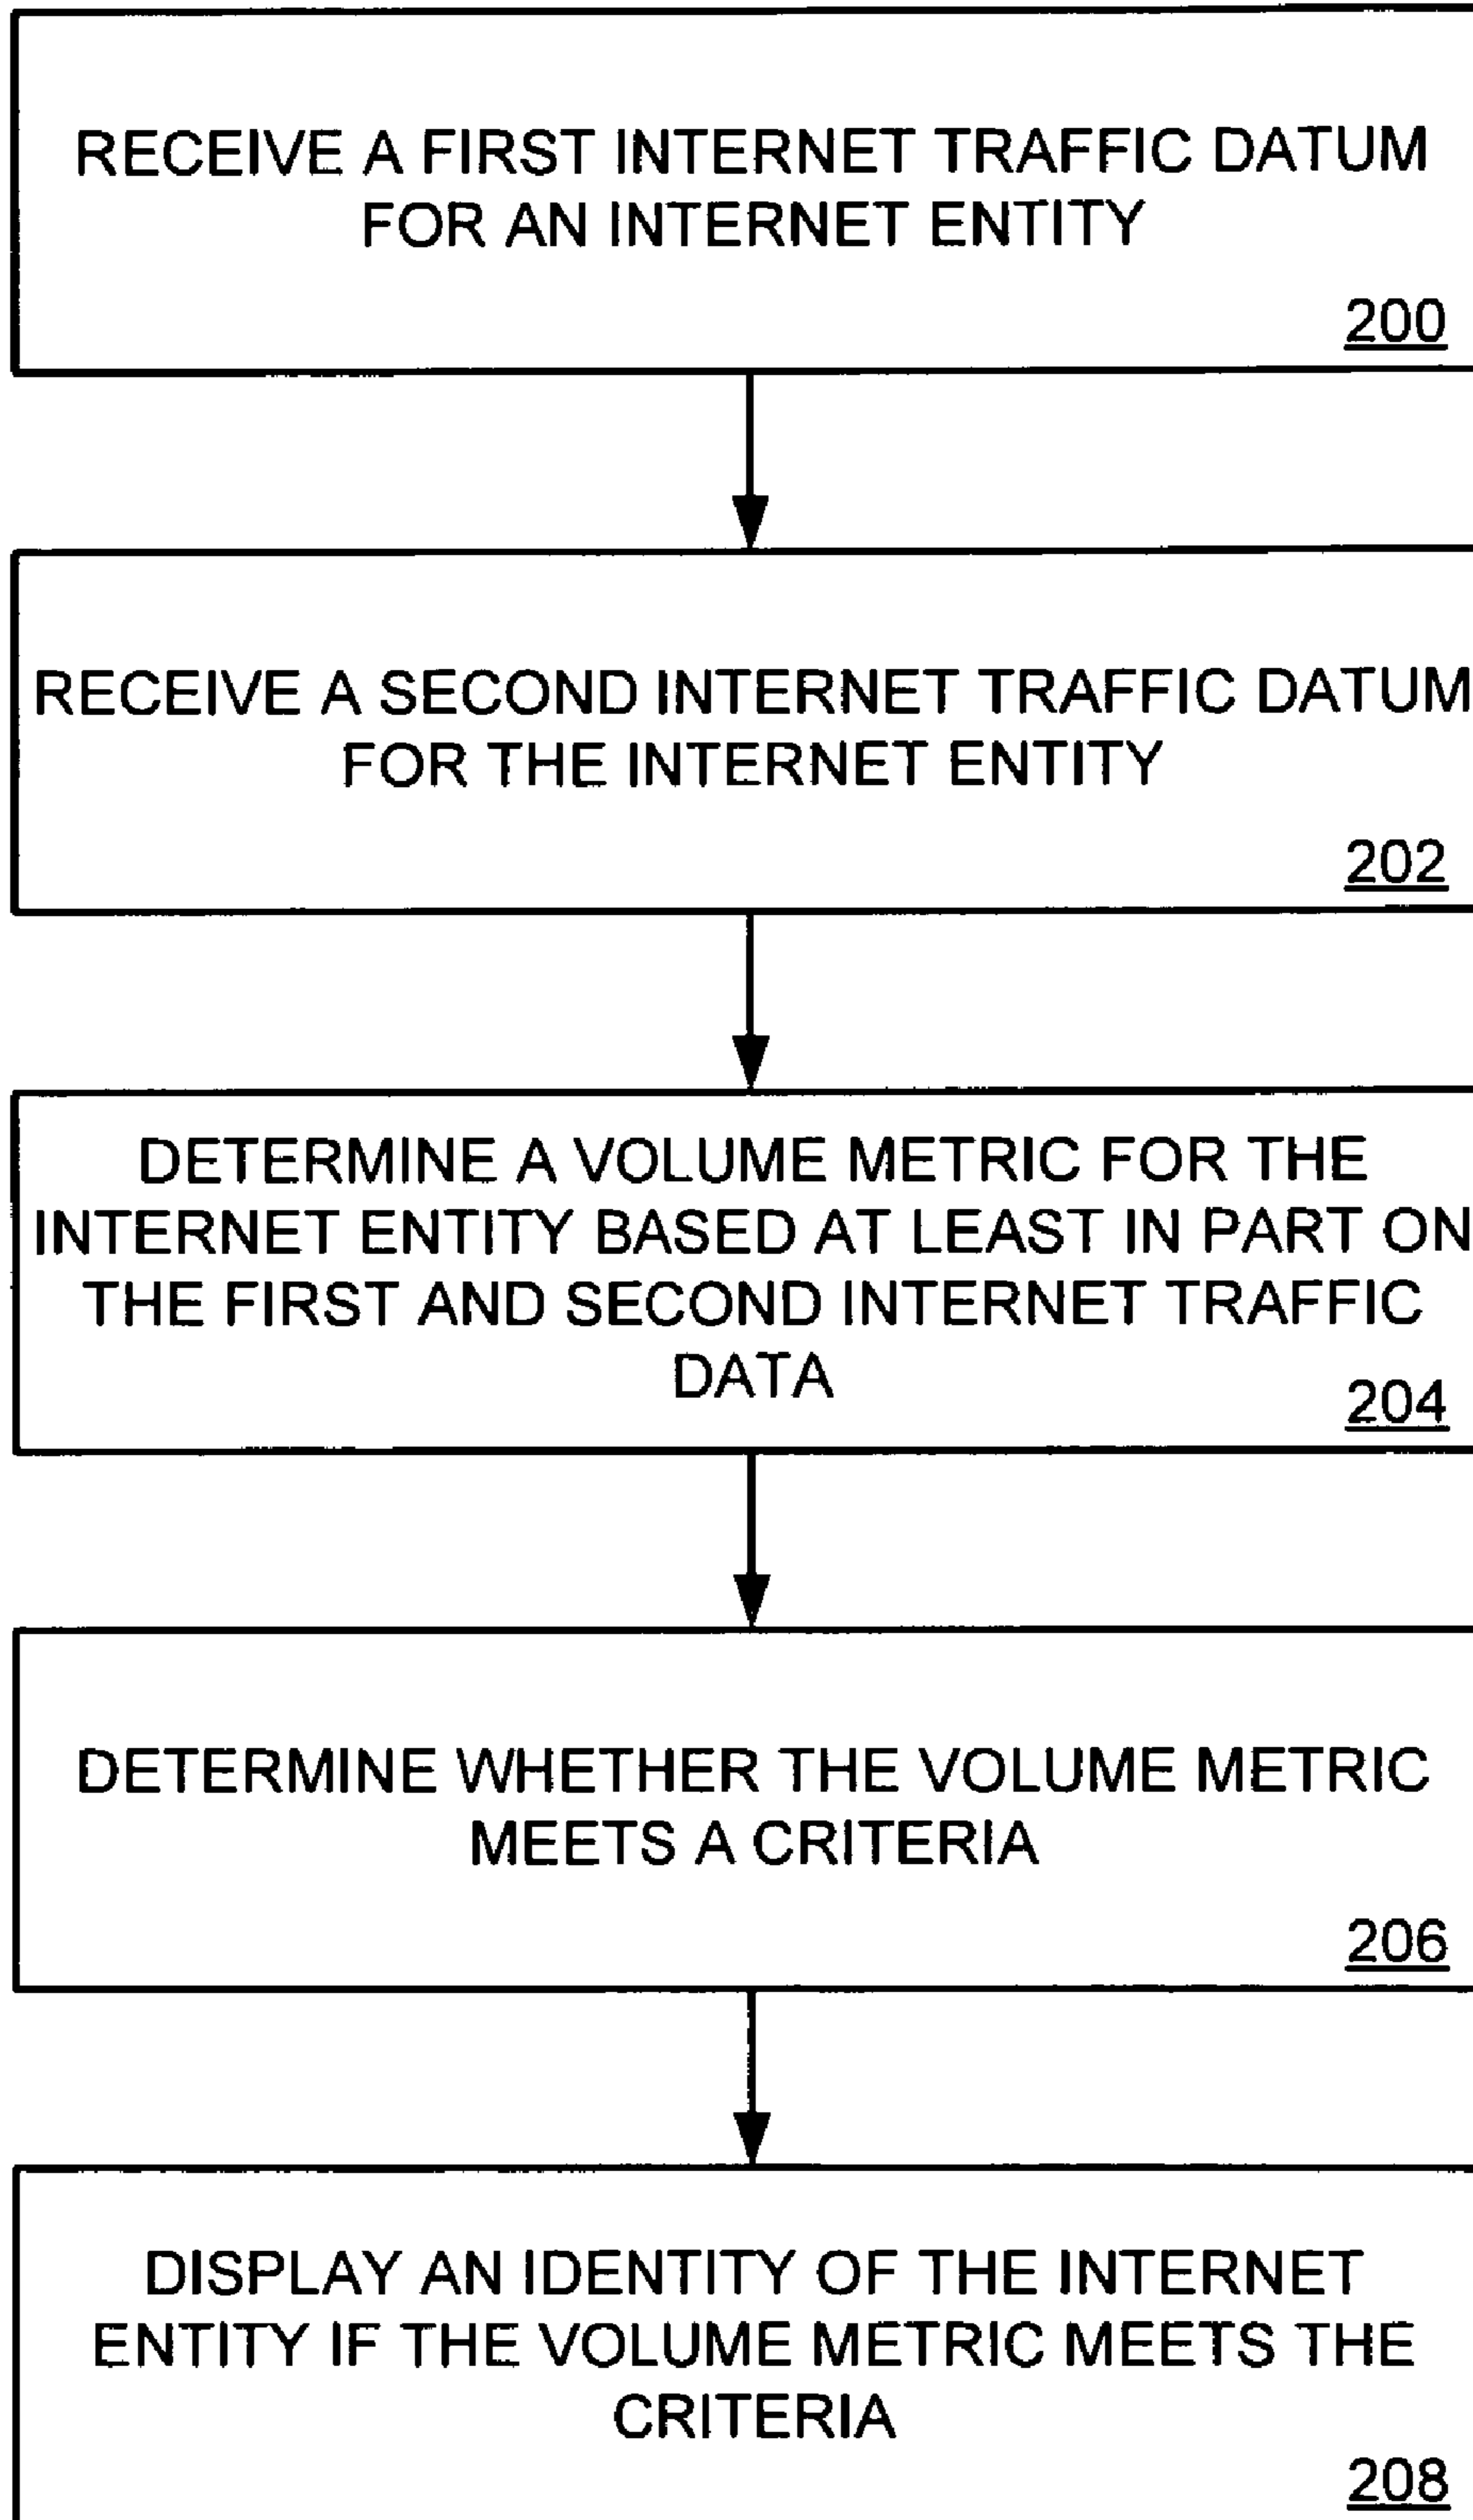 RECEIVE A FIRST INTERNET TRAFFIC DATUM
FOR AN INTERNET ENTITY
200
RECEIVE A SECOND INTERNET TRAFFIC DATUM
FOR THE INTERNET ENTITY
202
DETERMINE A VOLUME METRIC FOR THE
INTERNET ENTITY BASED AT LEAST IN PART ON
THE FIRST AND SECOND INTERNET TRAFFIC
DATA
204
DETERMINE WHETHER THE VOLUME METRIC
MEETS A CRITERIA
206
DISPLAY AN IDENTITY OF THE INTERNET
ENTITY IF THE VOLUME METRIC MEETS THE
CRITERIA
208